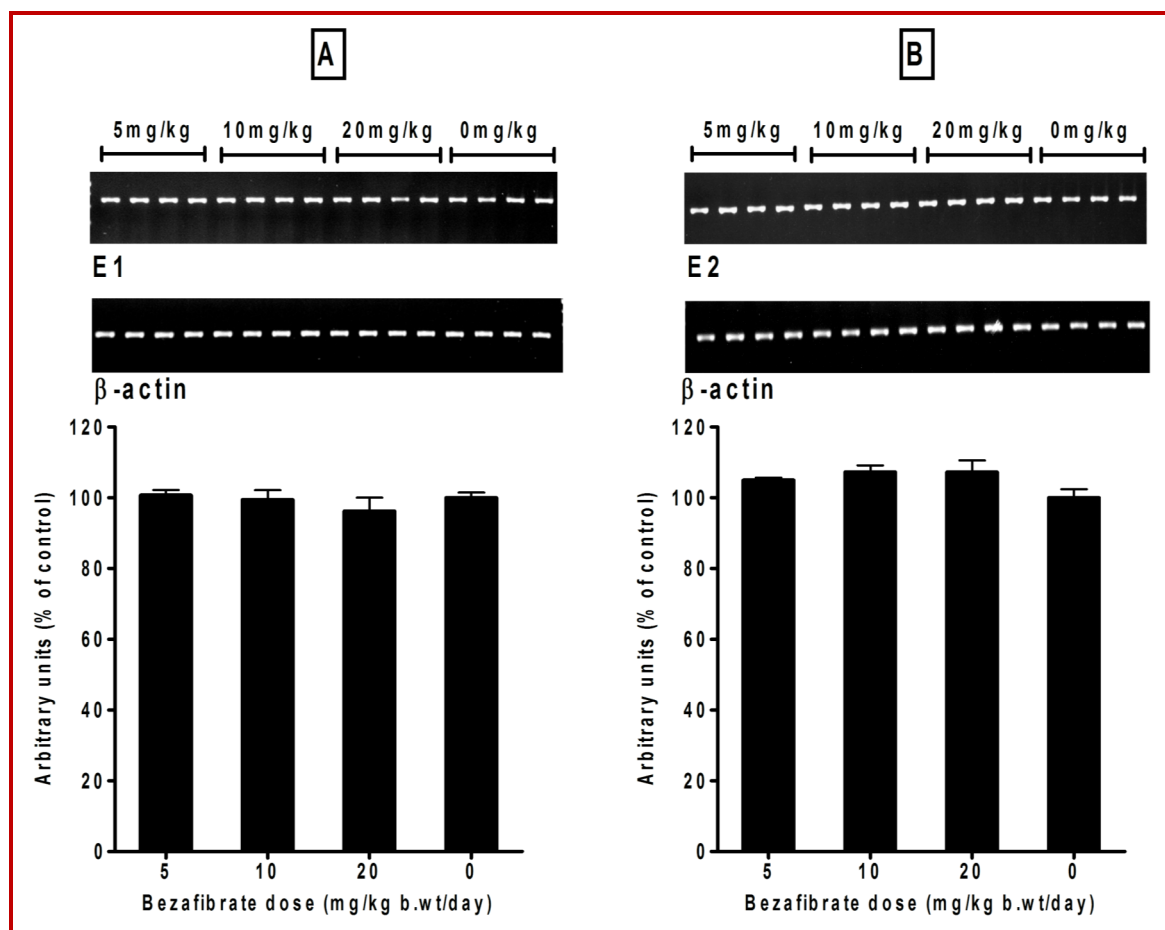 A
5mg/kg 10mg/kg 20mg/kg 0mg/kg
E1
β-actin
120
100
80
60
40
20
0
Arbitrary units (% of control)
5 10 20 0
Bezafibrate dose (mg/kg b.wt/day)
B
5mg/kg 10mg/kg 20mg/kg 0mg/kg
E2
β-actin
120
100
80
60
40
20
0
Arbitrary units (% of control)
5 10 20 0
Bezafibrate dose (mg/kg b.wt/day)